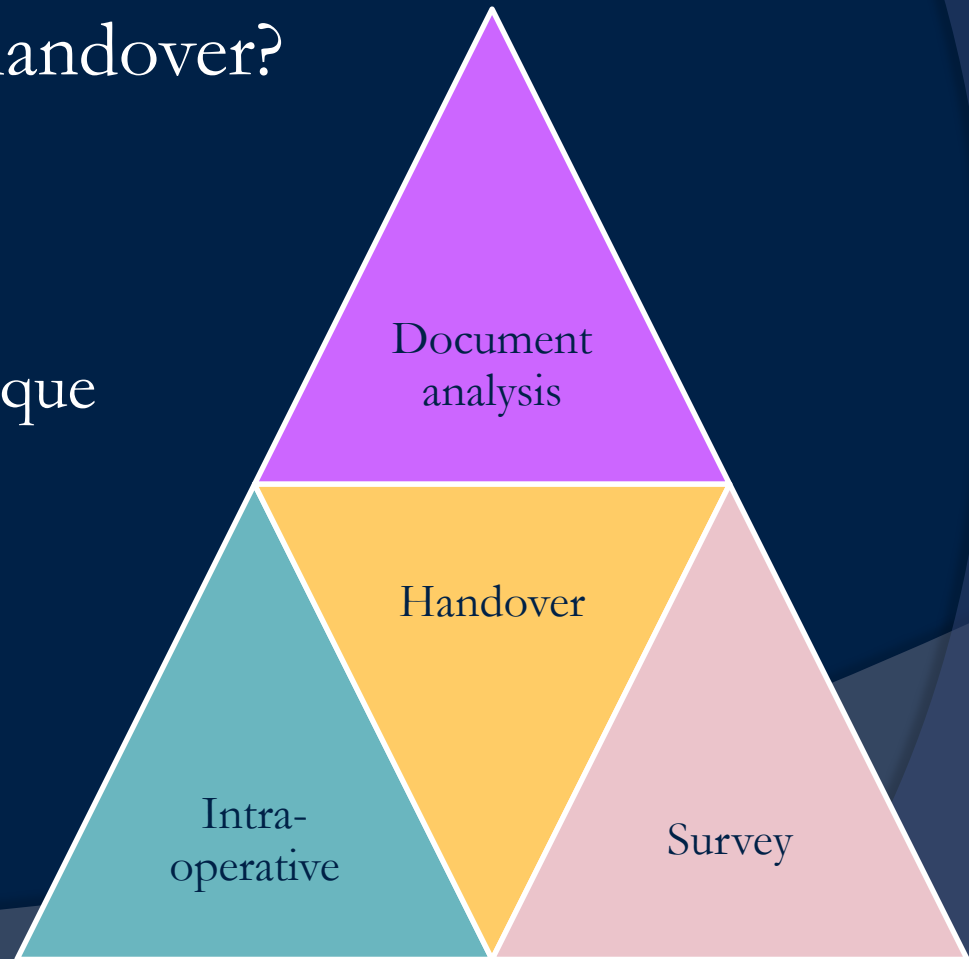 andover?
que
Document
analysis
Handover
Intra-
operative
Survey